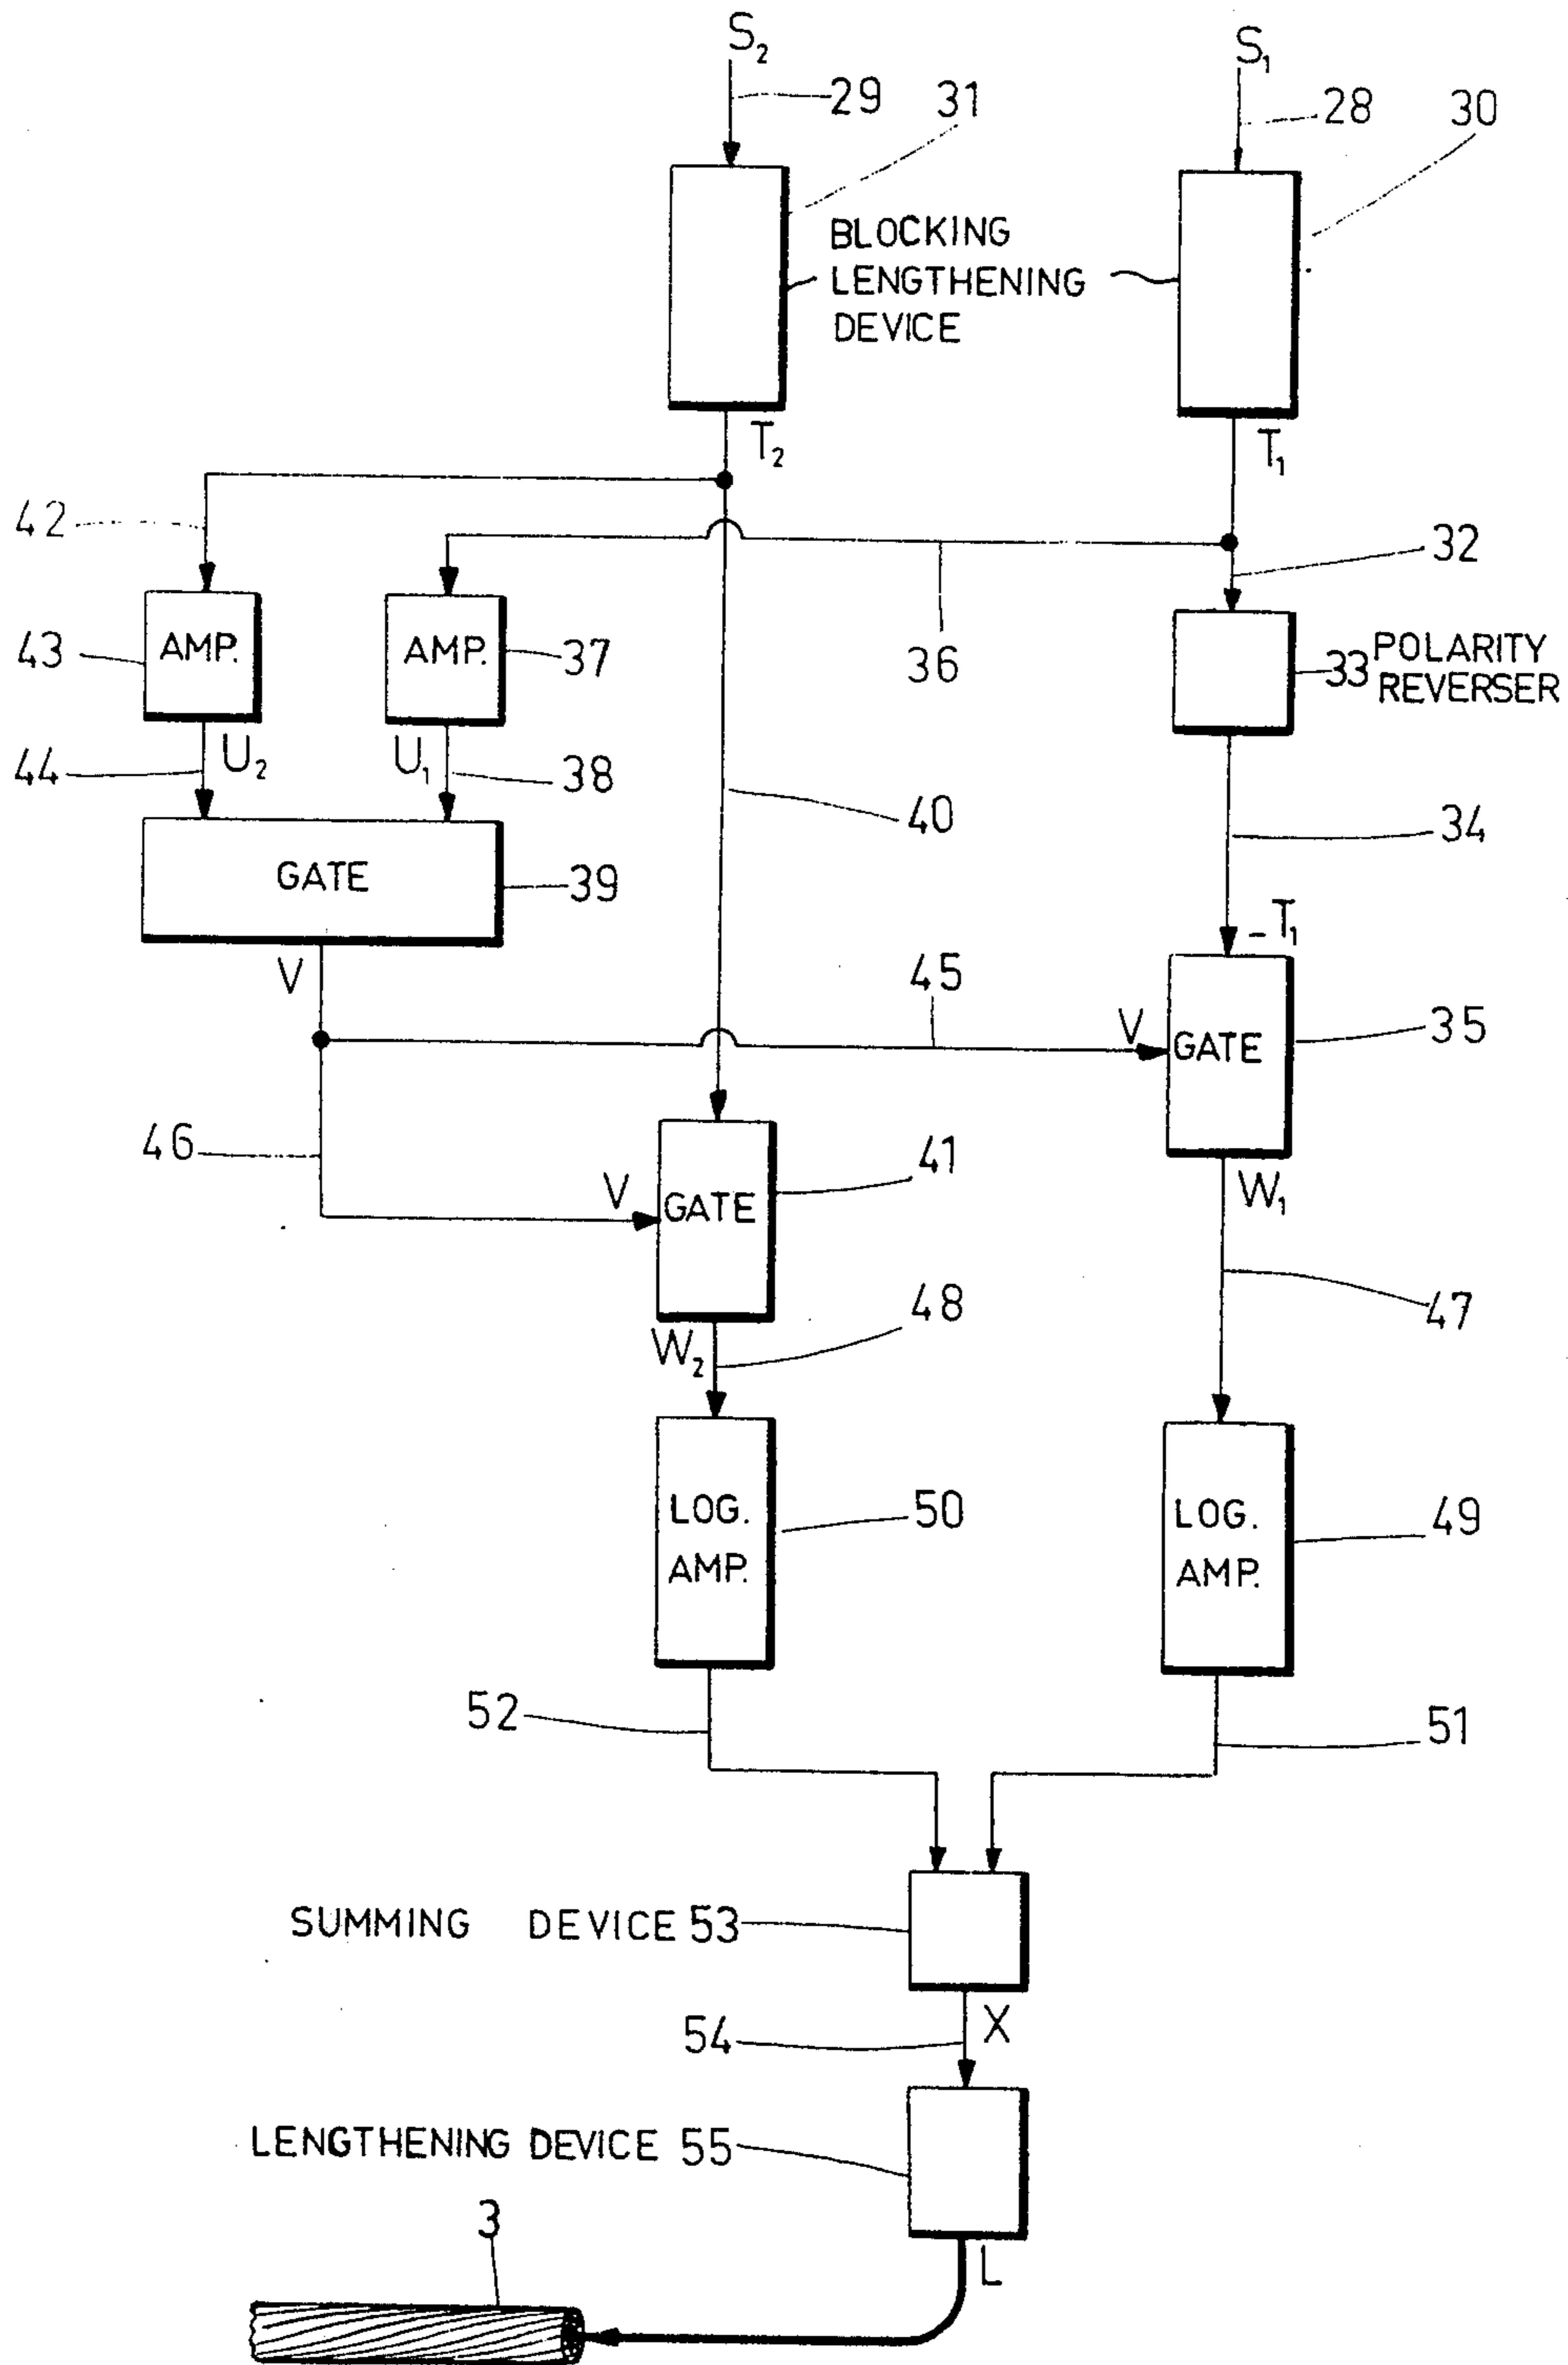 S₂
S₁
29
31
28
30
BLOCKING
LENGTHENING
DEVICE
T₂
T₁
42
32
43
AMP.
AMP.
37
36
33
POLARITY
REVERSER
44
U₂
U₁
38
40
34
GATE
39
-T₁
V
45
V
GATE
35
46
V
GATE
41
W₁
W₂
48
47
LOG.
AMP.
50
LOG.
AMP.
49
52
51
SUMMING DEVICE 53
54
X
LENGTHENING DEVICE 55
3
L